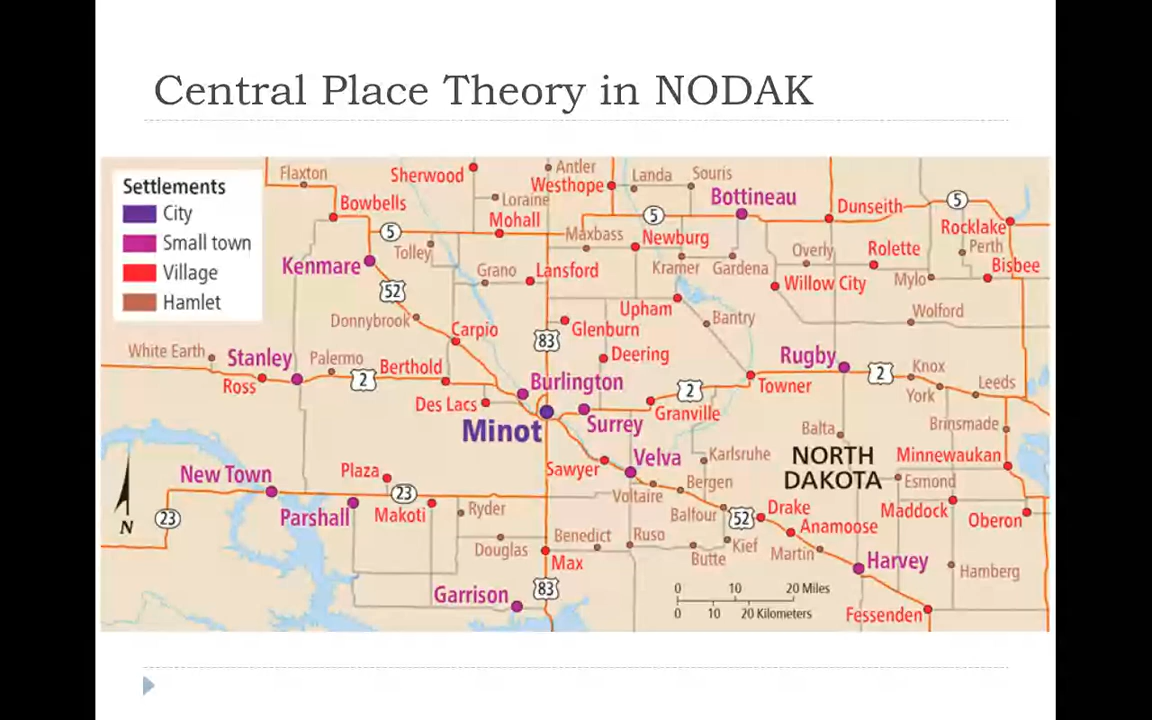 Central Place Theory in NODAK
Settlements
City
Small town
Village
Hamlet
Flaxton
Sherwood
Antler
Westhope
Landa
Souris
Bottineau
Bowbells
Loraine
Mohall
5
5
5
Dunseith
Rocklake
Maxbass
Newburg
Tolley
Kenmare
Grano
Lansford
Kramer
Gardena
Overly
Rolette
Perth
Bisbee
Mylo
Willow City
52
Donnybrook
Carpio
83
Glenburn
Upham
Bantry
Wolford
White Earth
Stanley
Palermo
Ross
2
Berthold
Deering
Rugby
2
Knox
York
Leeds
Des Lacs
Burlington
2
Towner
Granville
Minot
Surrey
Balta
Brinsmade
NORTH
DAKOTA
Minnewaukan
New Town
Plaza
Sawyer
Velva
Karlsruhe
Voltaire
Bergen
Esmond
23
N
23
Parshall
Makoti
Ryder
Balfour
52
Drake
Anamoose
Maddock
Oberon
Douglas
Benedict
Ruso
Butte
Kief
Martin
Max
Harvey
Hamberg
Garrison
83
Fessenden
0 10 20 Miles
0 10 20 Kilometers